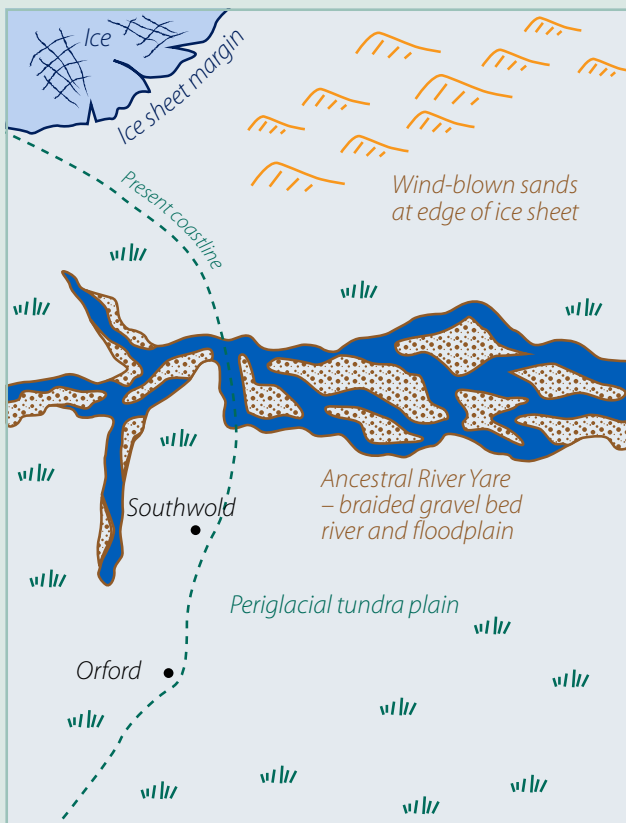 Ice
Ice sheet margin
Present coastline
Wind-blown sands
at edge of ice sheet
Ancestral River Yare
– braided gravel bed
river and floodplain
Southwold
Periglacial tundra plain
Orford